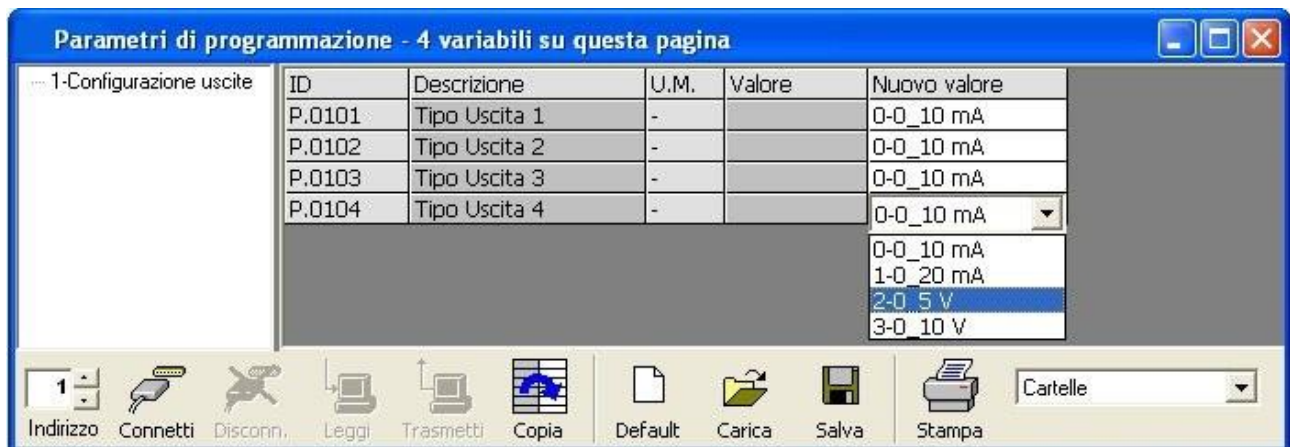 Parametri di programmazione - 4 variabili su questa pagina
1-Configurazione uscite
ID Descrizione U.M. Valore Nuovo valore
P.0101 Tipo Uscita 1 - 0-0_10 mA
P.0102 Tipo Uscita 2 - 0-0_10 mA
P.0103 Tipo Uscita 3 - 0-0_10 mA
P.0104 Tipo Uscita 4 - 0-0_10 mA
0-0_10 mA
1-0_20 mA
2-0_5 V
3-0_10 V
1
Cartelle
Indirizzo Connetti Disconn. Leggi Trasmetti Copia Default Carica Salva Stampa